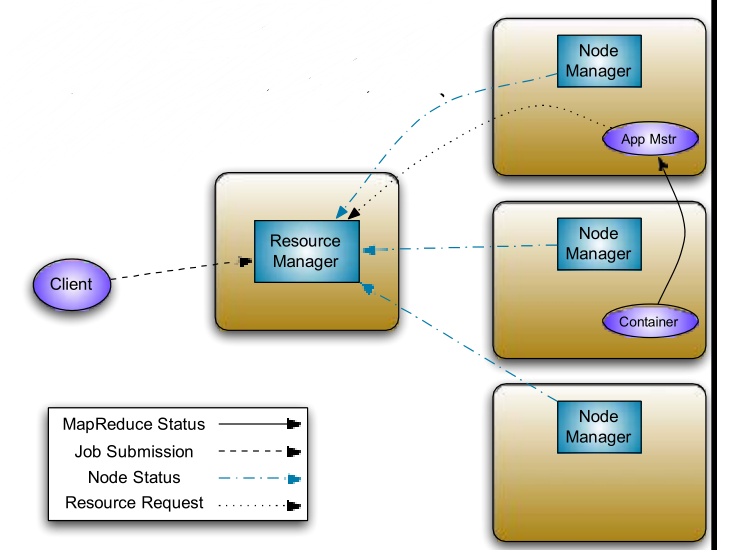 Node
Manager
App Mstr
Resource
Manager
Node
Manager
Client
Container
Node
Manager
MapReduce Status
Job Submission
Node Status
Resource Request